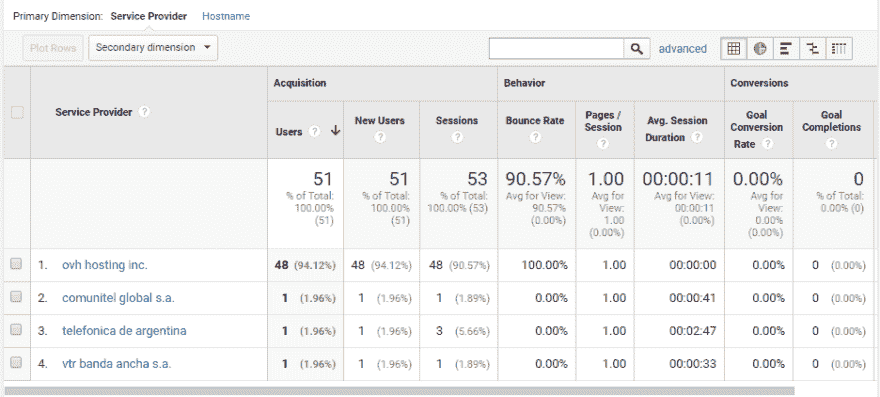 Primary Dimension: Service Provider Hostname
Plot Rows Secondary dimension advanced
Acquisition Behavior Conversions
Service Provider ? Users ? New Users ? Sessions ? Bounce Rate ? Pages / Session ? Avg. Session Duration ? Goal Conversion Rate ? Goal Completions ?
51 51 53 90.57% 1.00 00:00:11 0.00% 0
% of Total: 100.00% (51) % of Total: 100.00% (51) % of Total: 100.00% (53) Avg for View: 90.57% (0.00%) Avg for View: 1.00 (0.00%) Avg for View: 00:00:11 (0.00%) Avg for View: 0.00% (0.00%) % of Total: 0.00% (0)
1. ovh hosting inc. 48 (94.12%) 48 (94.12%) 48 (90.57%) 100.00% 1.00 00:00:00 0.00% 0 (0.00%)
2. comunitel global s.a. 1 (1.96%) 1 (1.96%) 1 (1.89%) 0.00% 1.00 00:00:41 0.00% 0 (0.00%)
3. telefonica de argentina 1 (1.96%) 1 (1.96%) 3 (5.66%) 0.00% 1.00 00:02:47 0.00% 0 (0.00%)
4. vtr banda ancha s.a. 1 (1.96%) 1 (1.96%) 1 (1.89%) 0.00% 1.00 00:00:33 0.00% 0 (0.00%)